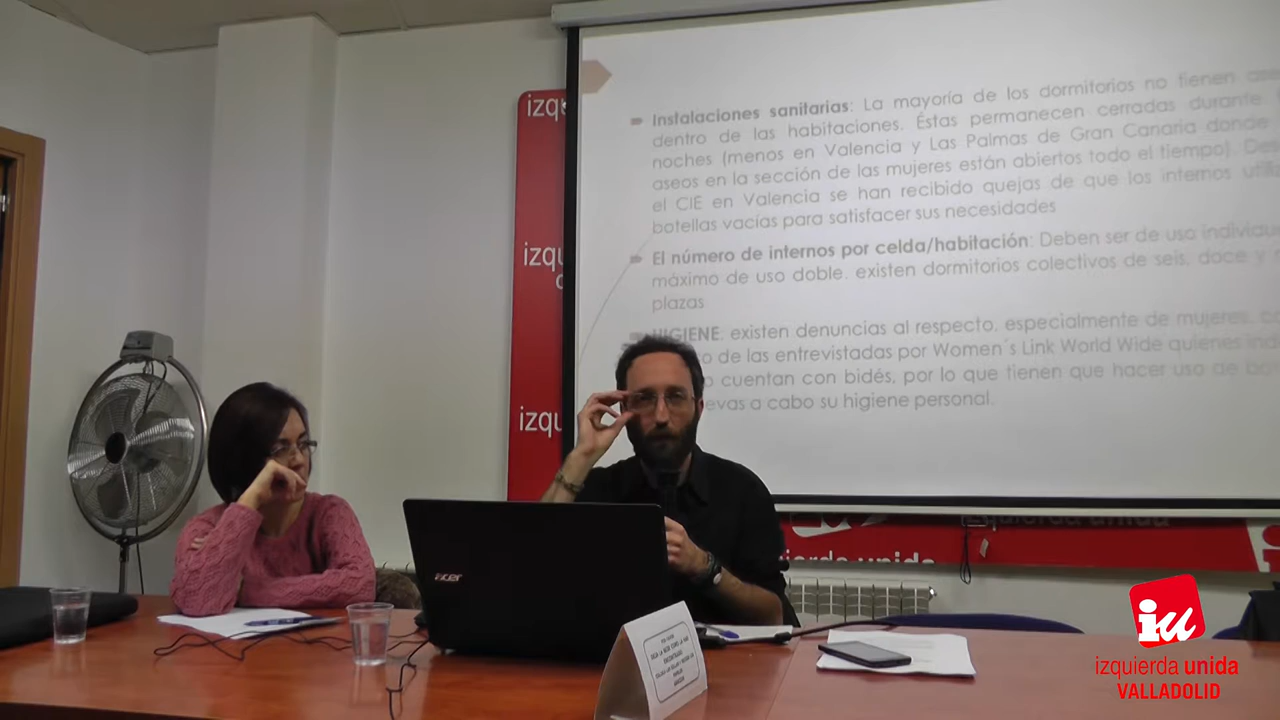 Instalaciones sanitarias: La mayoría de los dormitorios no tienen
dentro de las habitaciones. Éstas permanecen cerradas durante
noches (menos en Valencia y Las Palmas de Gran Canaria donde
aseos en la sección de las mujeres están abiertos todo el tiempo).
el CIE en Valencia se han recibido quejas de que los internos
botellas vacías para satisfacer sus necesidades
El número de internos por celda/habitación: Deben ser de uso
máximo de uso doble. existen dormitorios colectivos de seis, doce y
plazas
HIGIENE. existen denuncias al respecto, especialmente de mujeres,
de las entrevistadas por Women´s Link World Wide quienes
cuentan con bidés, por lo que tienen que hacer uso de
a cabo su higiene personal.
izqu
izqu
izqu
izquierda unida
izquierda unida
acer
iu
izquierda unida
VALLADOLID